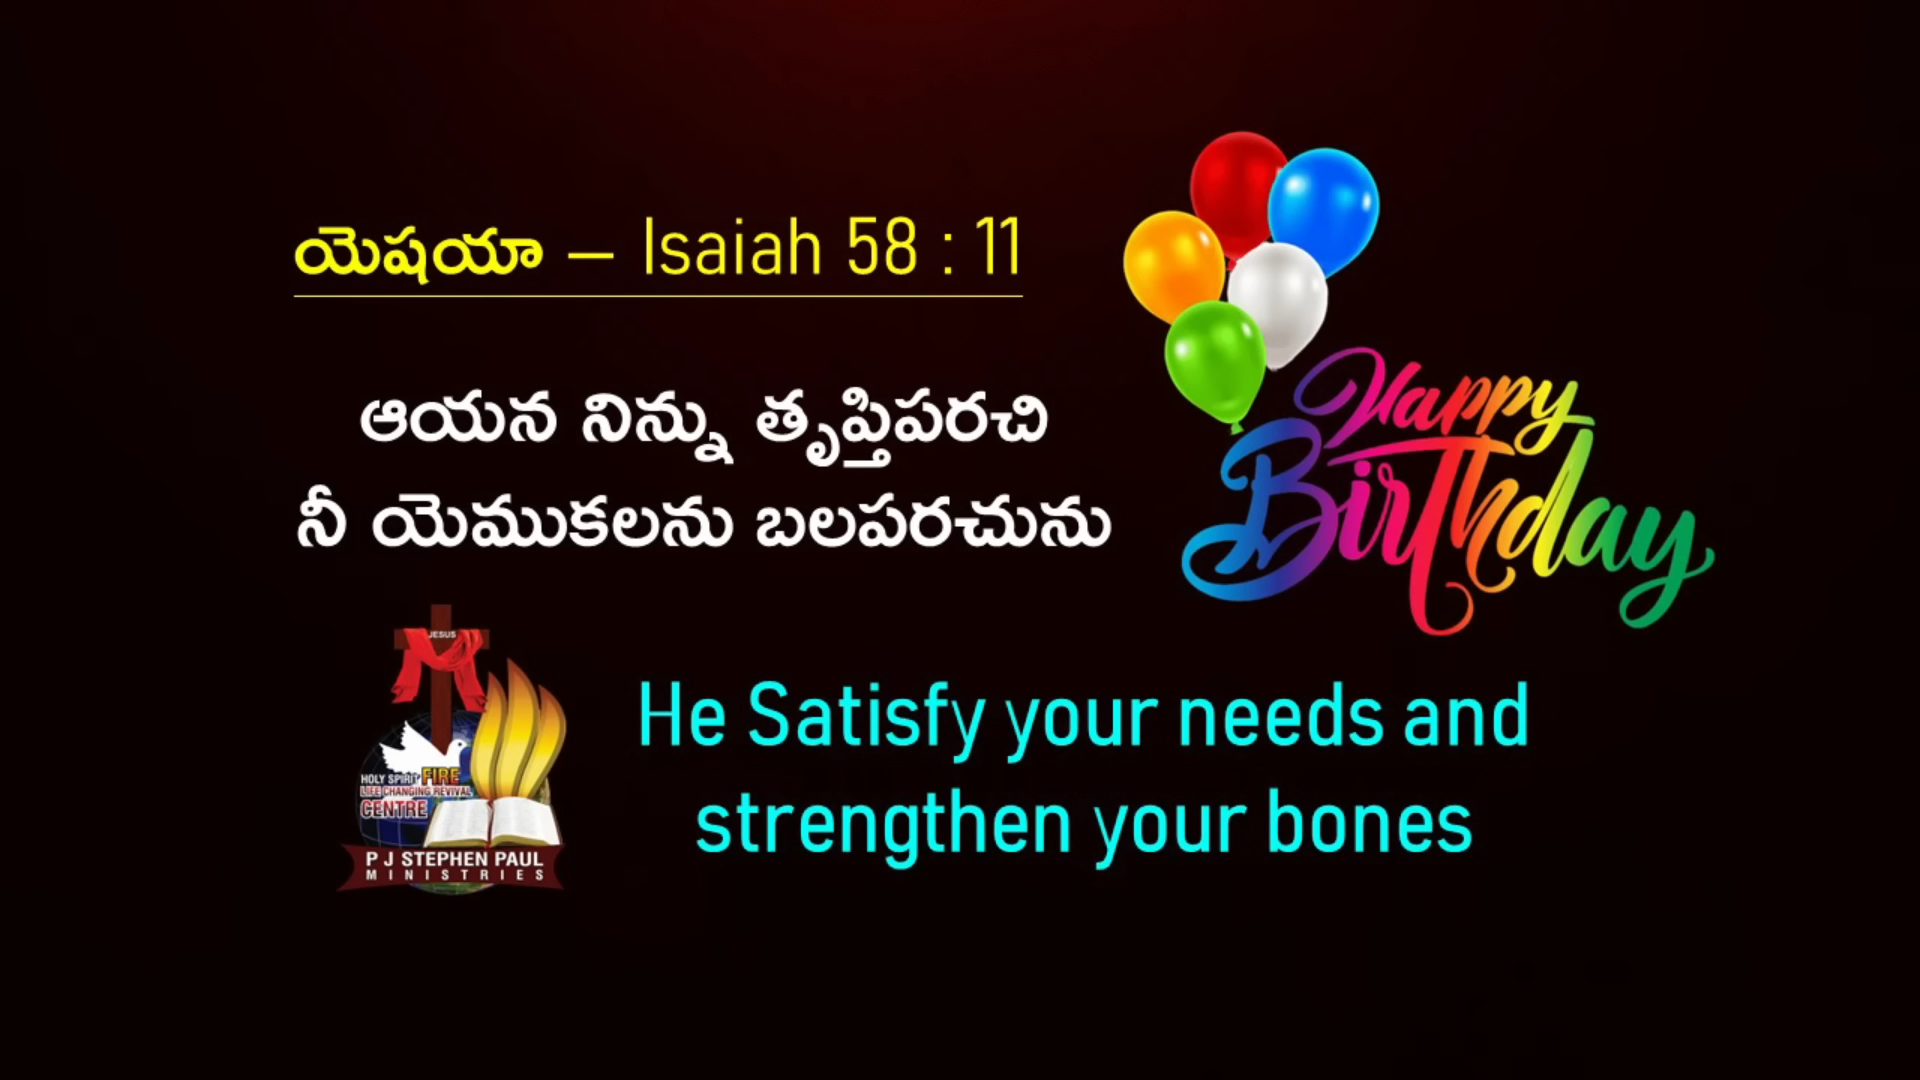 యెషయా – Isaiah 58 : 11
ఆయన నిన్ను తృప్తిపరచి
నీ యెముకలను బలపరచును
Happy
Birthday
JESUS
HOLY SPIRIT FIRE
LIFE CHANGING REVIVAL
CENTRE
P J STEPHEN PAUL
MINISTRIES
He Satisfy your needs and
strengthen your bones